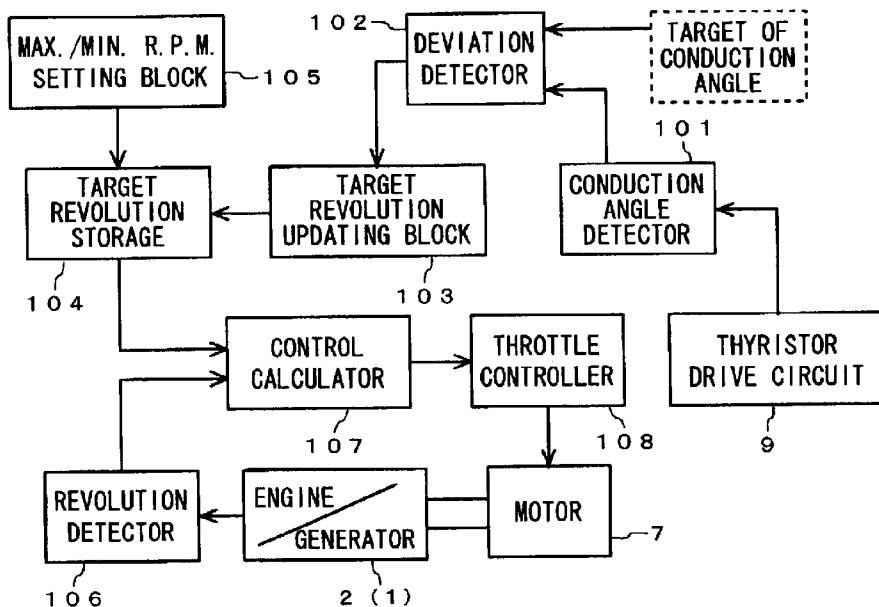 MAX./MIN. R.P.M.
SETTING BLOCK
105
102
DEVIATION
DETECTOR
TARGET OF
CONDUCTION
ANGLE
101
TARGET
REVOLUTION
STORAGE
104
TARGET
REVOLUTION
UPDATING BLOCK
103
CONDUCTION
ANGLE
DETECTOR
CONTROL
CALCULATOR
107
THROTTLE
CONTROLLER
108
THYRISTOR
DRIVE CIRCUIT
9
REVOLUTION
DETECTOR
106
ENGINE
GENERATOR
2 (1)
MOTOR
7